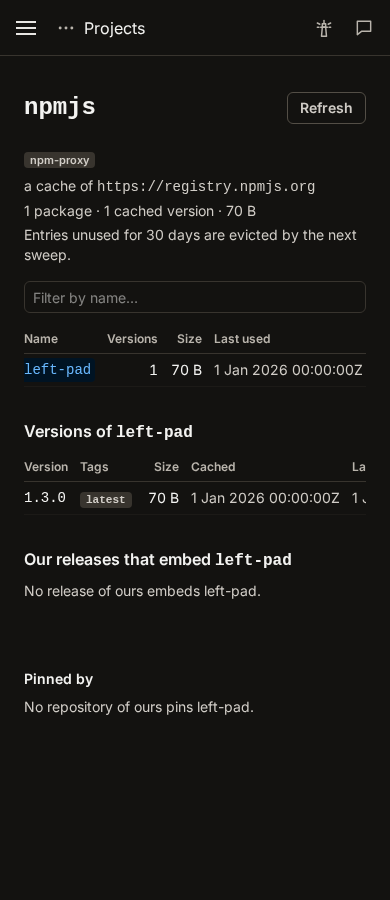 Projects
npmjs
Refresh
npm-proxy
a cache of https://registry.npmjs.org
1 package · 1 cached version · 70 B
Entries unused for 30 days are evicted by the next
sweep.
Filter by name...
Name Versions Size Last used
left-pad 1 70 B 1 Jan 2026 00:00:00Z
Versions of left-pad
Version Tags Size Cached La
1.3.0 latest 70 B 1 Jan 2026 00:00:00Z 1
Our releases that embed left-pad
No release of ours embeds left-pad.
Pinned by
No repository of ours pins left-pad.